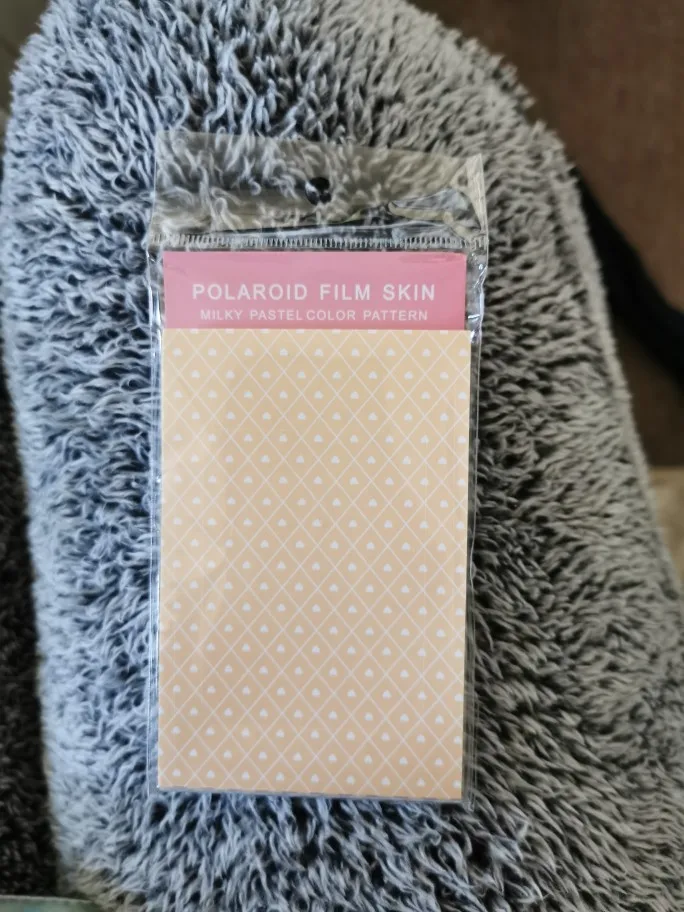 POLAROID FILM SKIN
MILKY PASTEL COLOR PATTERN